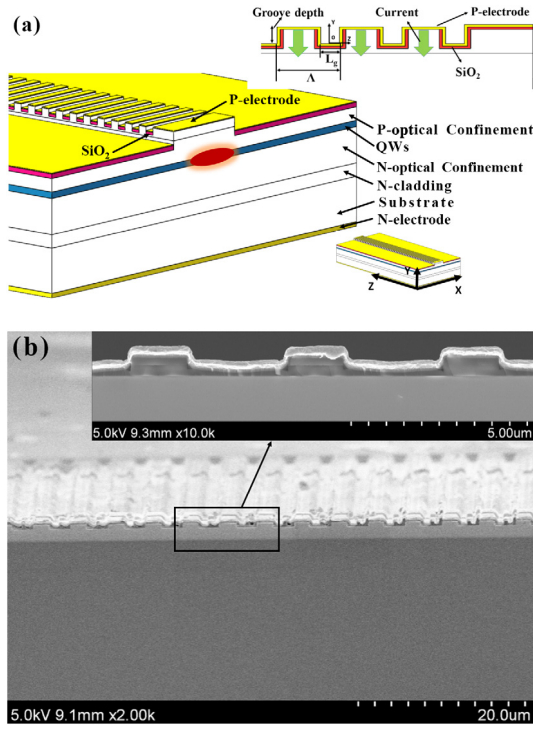 (a)
Groove depth
Current
P-electrode
Y
o
Z
Lg
SiO2
Λ
P-electrode
SiO2
P-optical Confinement
QWs
N-optical Confinement
N-cladding
Substrate
N-electrode
Y
Z
X
(b)
5.0kV 9.3mm x10.0k
5.00um
5.0kV 9.1mm x2.00k
20.0um